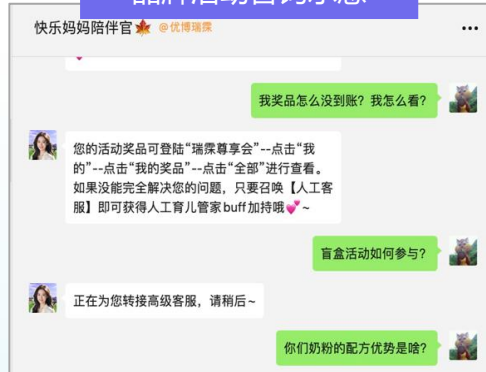 快乐妈妈陪伴官🍁 @优博瑞霂
我奖品怎么没到账？我怎么看？
您的活动奖品可登陆“瑞霂尊享会”--点击“我
的”--点击“我的奖品”--点击“全部”进行查看。
如果没能完全解决您的问题，只要召唤【人工客
服】即可获得人工育儿管家buff加持哦💕~
盲盒活动如何参与？
正在为您转接高级客服，请稍后~
你们奶粉的配方优势是啥？